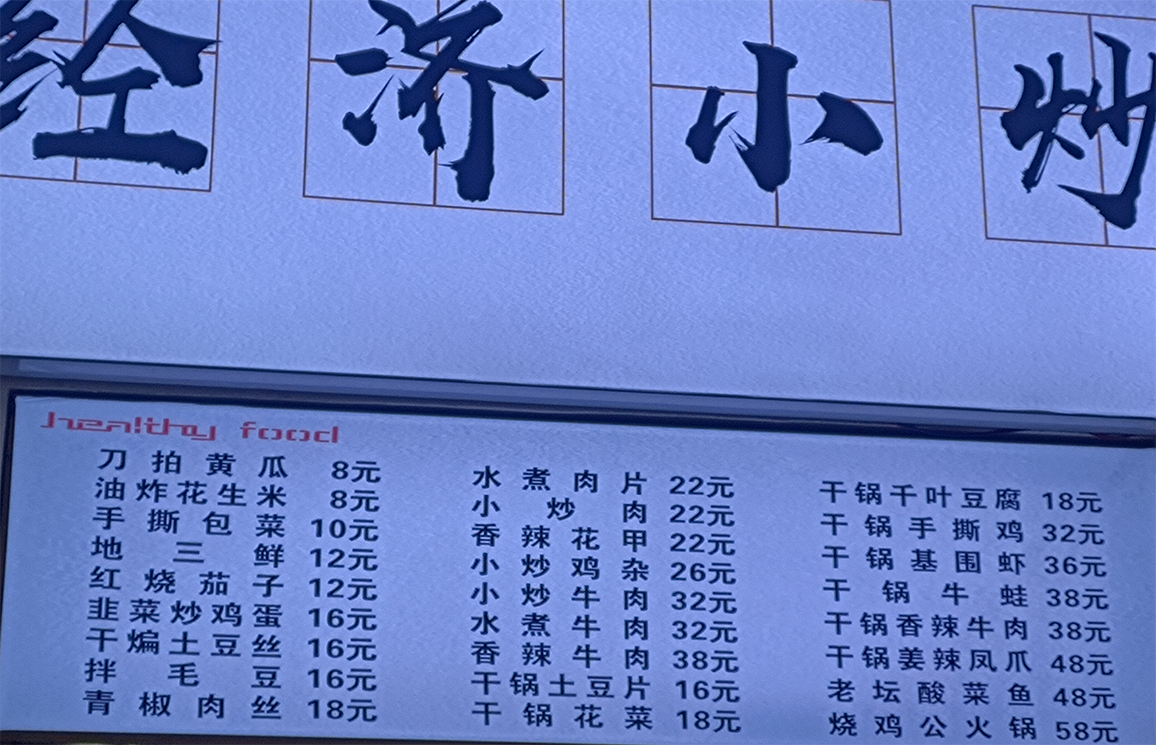 经济小炒
healthy food
刀拍黄瓜 8元
油炸花生米 8元
手撕包菜 10元
地三鲜 12元
红烧茄子 12元
韭菜炒鸡蛋 16元
干煸土豆丝 16元
拌毛豆 16元
青椒肉丝 18元
水煮肉片 22元
小炒肉 22元
香辣花甲 22元
小炒鸡杂 26元
小炒牛肉 32元
水煮牛肉 32元
香辣牛肉 38元
干锅土豆片 16元
干锅花菜 18元
干锅千叶豆腐 18元
干锅手撕鸡 32元
干锅基围虾 36元
干锅牛蛙 38元
干锅香辣牛肉 38元
干锅姜辣凤爪 48元
老坛酸菜鱼 48元
烧鸡公火锅 58元